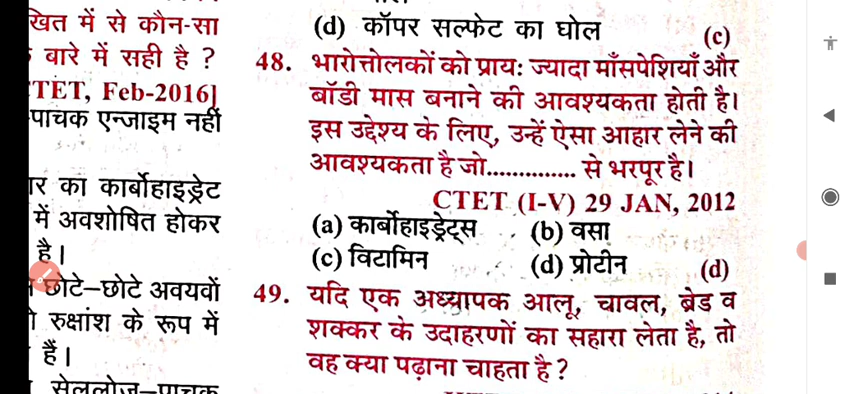 खित में से कौन-सा
बारे में सही है ?
TET, Feb-2016]
पाचक एन्जाइम नहीं
का कार्बोहाइड्रेट
में अवशोषित होकर
है।
छोटे-छोटे अवयवों
रुक्षांश के रूप में
हैं।
सेललोज-पाचक
(d) कॉपर सल्फेट का घोल
(c)
48. भारोत्तोलकों को प्राय: ज्यादा माँसपेशियाँ और
बॉडी मास बनाने की आवश्यकता होती है।
इस उद्देश्य के लिए, उन्हें ऐसा आहार लेने की
आवश्यकता है जो............... से भरपूर है।
CTET (I-V) 29 JAN, 2012
(a) कार्बोहाइड्रेट्स (b) वसा
(c) विटामिन (d) प्रोटीन (d)
49. यदि एक अध्यापक आलू, चावल, ब्रेड व
शक्कर के उदाहरणों का सहारा लेता है, तो
वह क्या पढ़ाना चाहता है ?